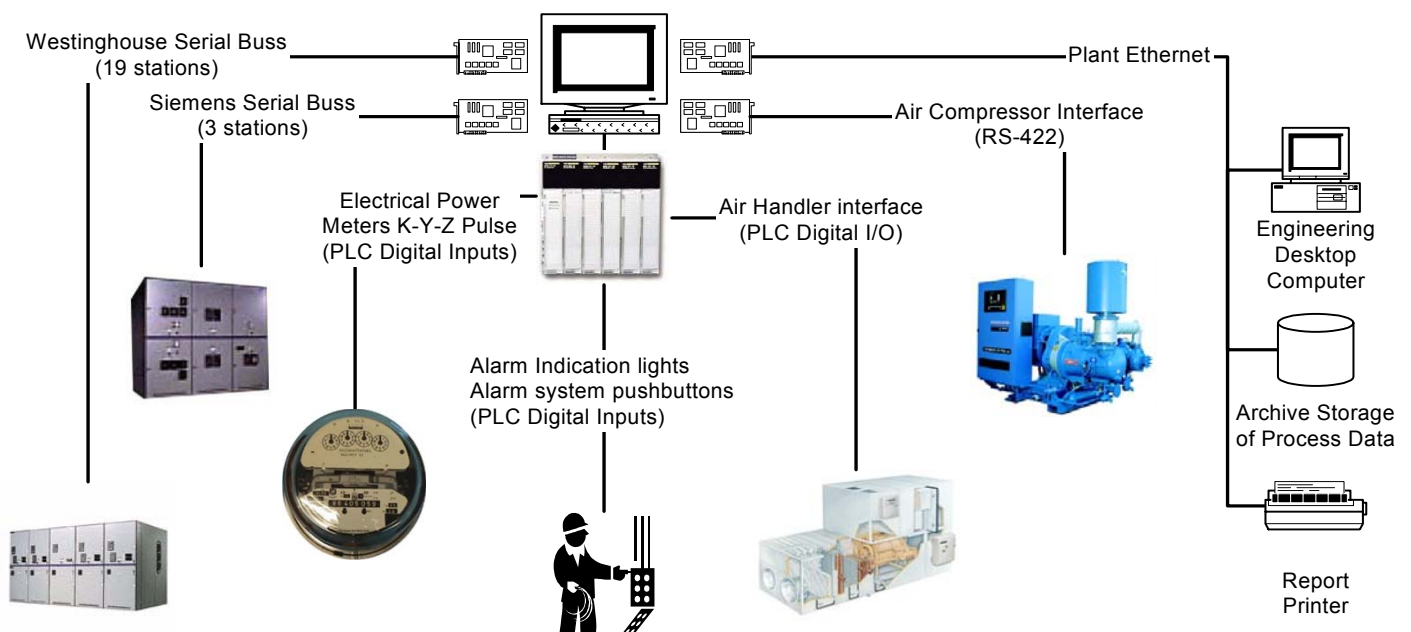 Westinghouse Serial Buss
(19 stations)
Siemens Serial Buss
(3 stations)
Plant Ethernet
Air Compressor Interface
(RS-422)
Electrical Power
Meters K-Y-Z Pulse
(PLC Digital Inputs)
Air Handler interface
(PLC Digital I/O)
Engineering
Desktop
Computer
Alarm Indication lights
Alarm system pushbuttons
(PLC Digital Inputs)
Archive Storage
of Process Data
Report
Printer